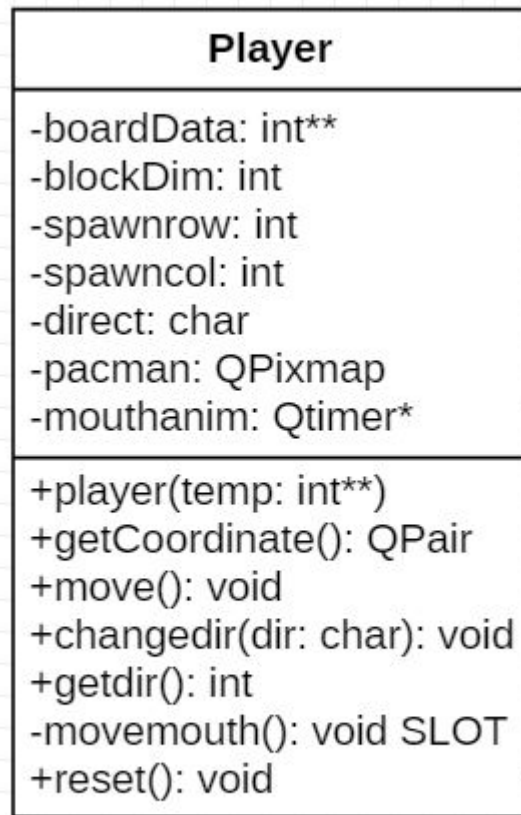 Player
-boardData: int**
-blockDim: int
-spawnrow: int
-spawncol: int
-direct: char
-pacman: QPixmap
-mouthanim: Qtimer*
+player(temp: int**)
+getCoordinate(): QPair
+move(): void
+changedir(dir: char): void
+getdir(): int
-movemouth(): void SLOT
+reset(): void